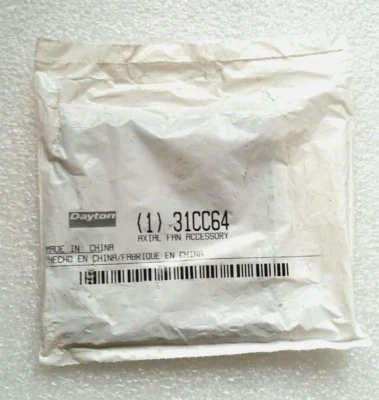 Dayton
(1) 31CC64
AXIAL FAN ACCESSORY
MADE IN CHINA
HECHO EN CHINA/FABRIQUE EN CHINA